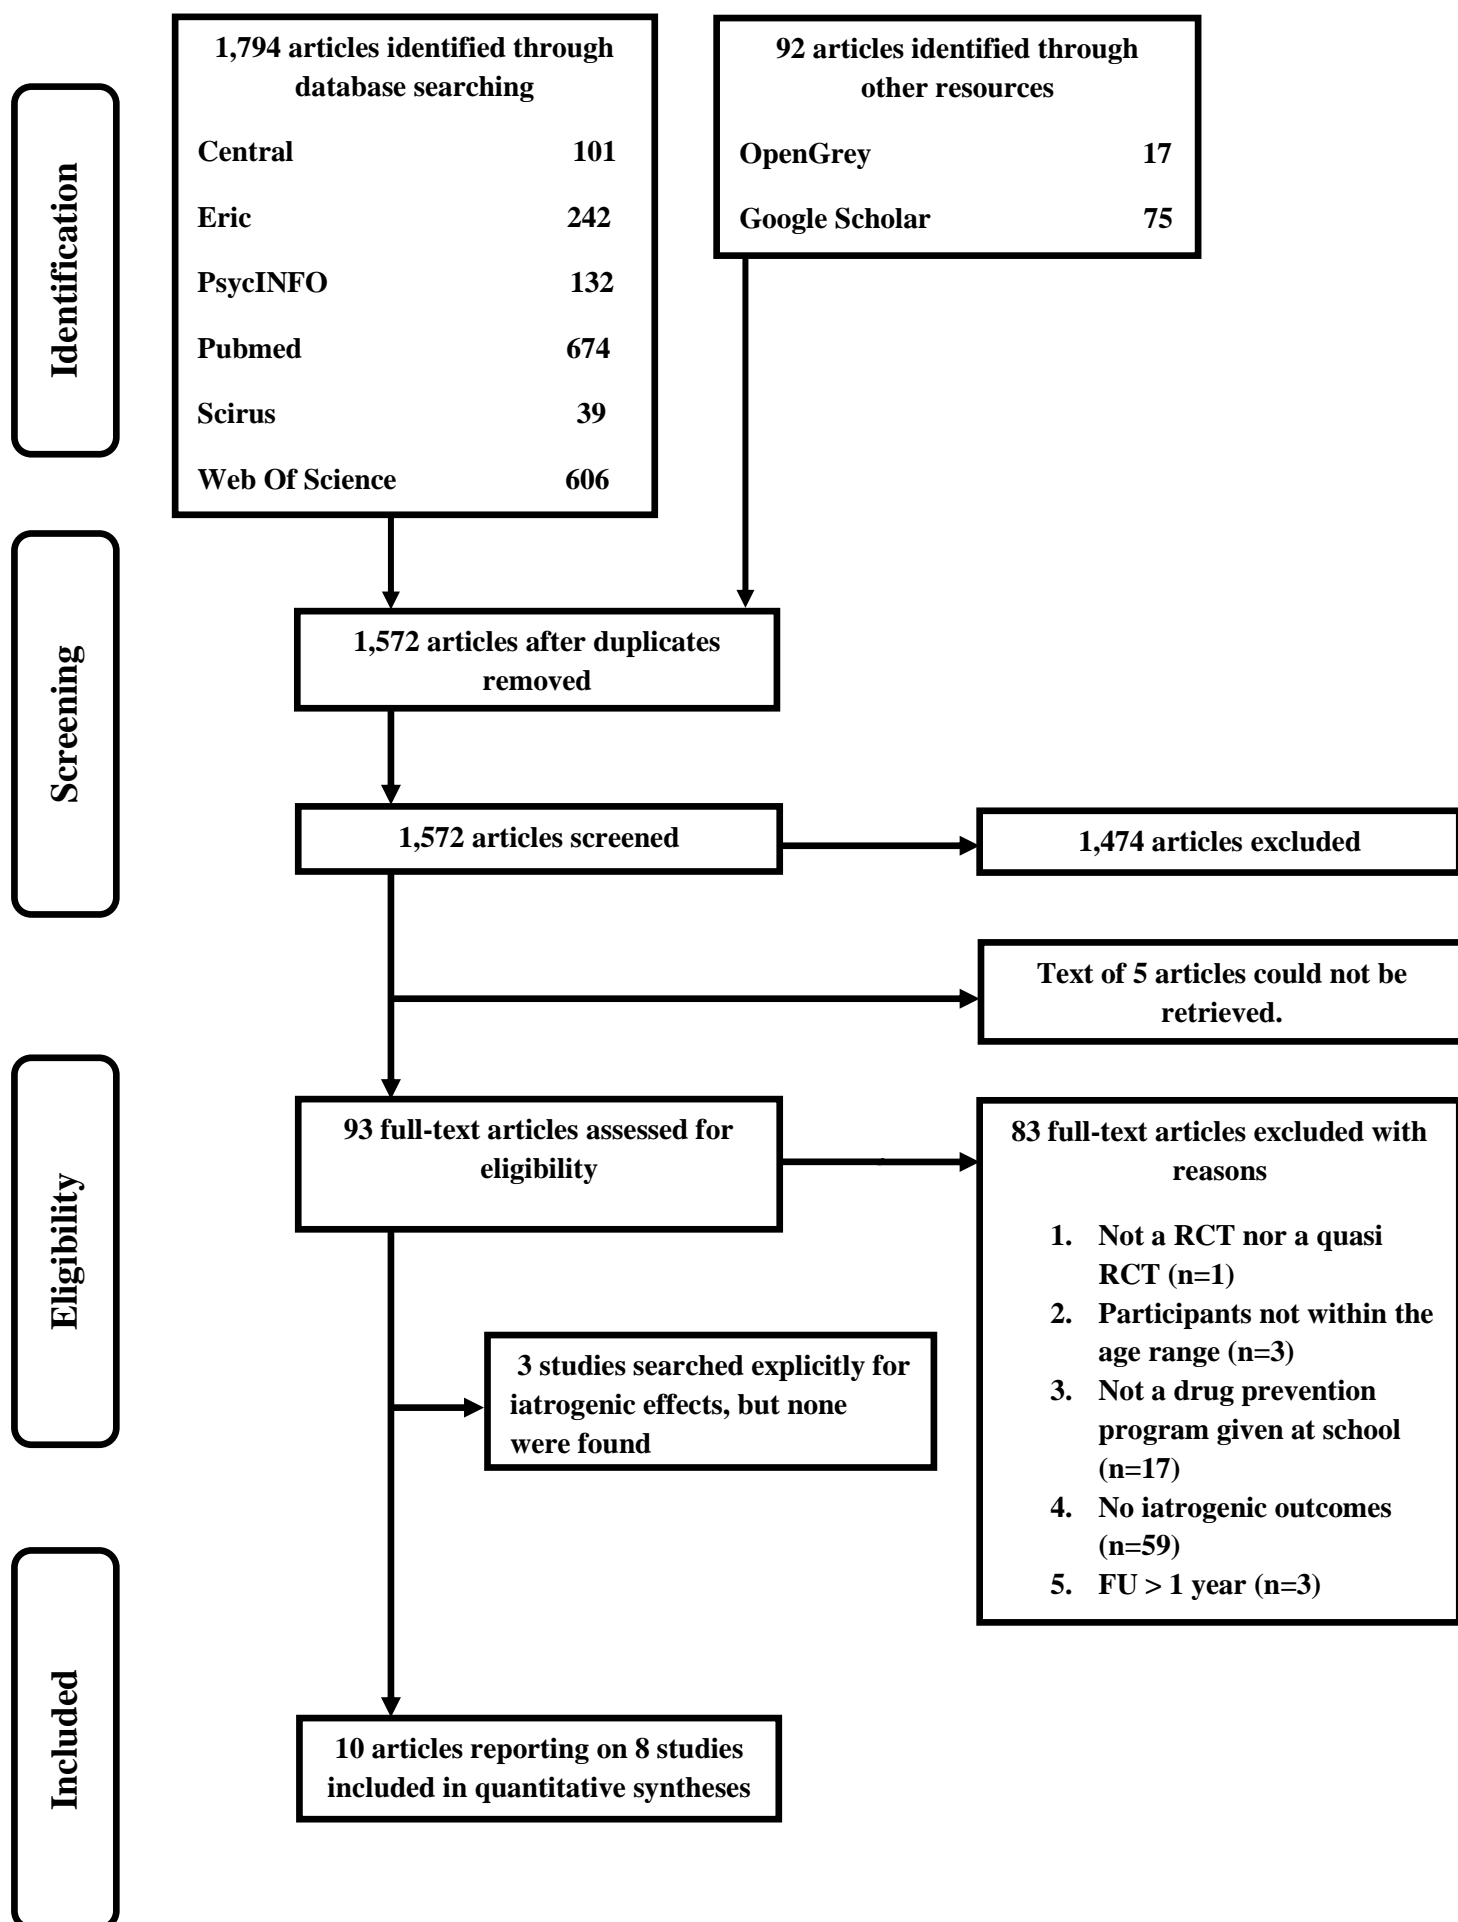 Identification
1,794 articles identified through
database searching
Central 101
Eric 242
PsycINFO 132
Pubmed 674
Scirus 39
Web Of Science 606
92 articles identified through
other resources
OpenGrey 17
Google Scholar 75
Screening
1,572 articles after duplicates
removed
1,572 articles screened
1,474 articles excluded
Text of 5 articles could not be
retrieved.
Eligibility
93 full-text articles assessed for
eligibility
83 full-text articles excluded with
reasons
1. Not a RCT nor a quasi
RCT (n=1)
2. Participants not within the
age range (n=3)
3. Not a drug prevention
program given at school
(n=17)
4. No iatrogenic outcomes
(n=59)
5. FU > 1 year (n=3)
3 studies searched explicitly for
iatrogenic effects, but none
were found
Included
10 articles reporting on 8 studies
included in quantitative syntheses